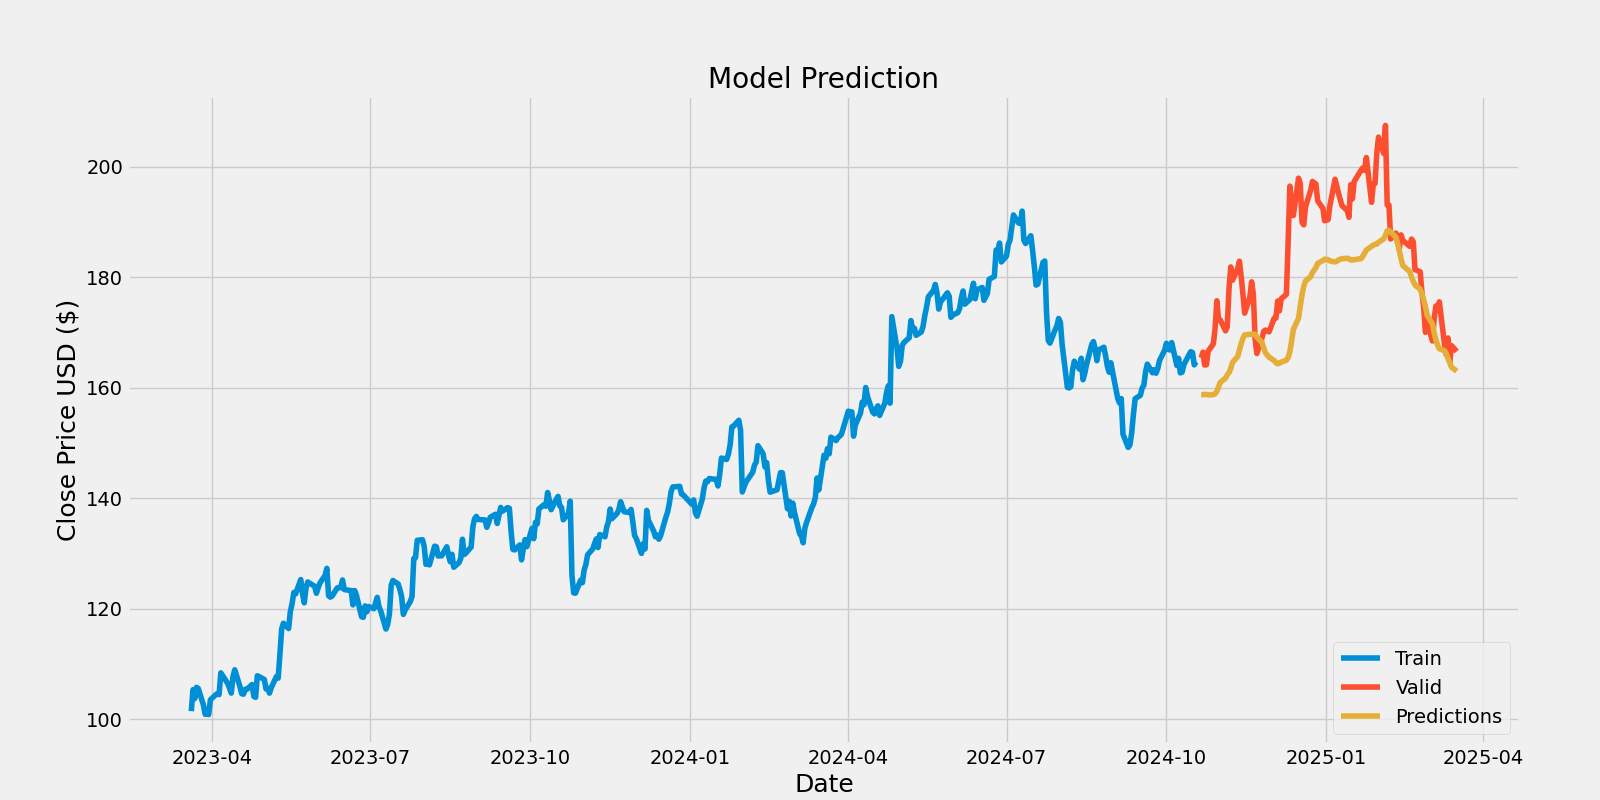 Model Prediction
Close Price USD ($)
200
180
160
140
120
100
2023-04 2023-07 2023-10 2024-01 2024-04 2024-07 2024-10 2025-01 2025-04
Date
Train
Valid
Predictions